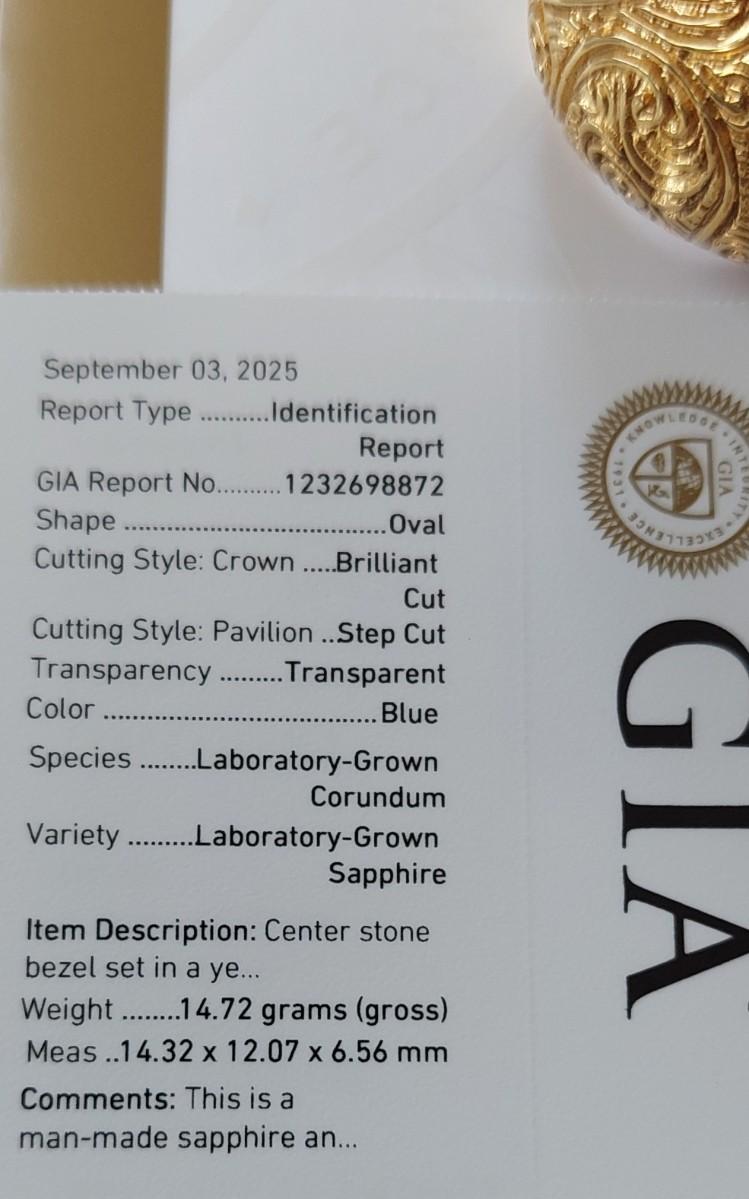 September 03, 2025
Report Type ..........Identification
Report
GIA Report No..........1232698872
Shape .......................................Oval
Cutting Style: Crown .....Brilliant
Cut
Cutting Style: Pavilion ..Step Cut
Transparency .........Transparent
Color .........................................Blue
Species ........Laboratory-Grown
Corundum
Variety .........Laboratory-Grown
Sapphire
Item Description: Center stone
bezel set in a ye...
Weight ........14.72 grams (gross)
Meas ..14.32 x 12.07 x 6.56 mm
Comments: This is a
man-made sapphire an...
KNOWLEDGE • INTEGRITY • EXCELLENCE • 1931 •
GIA
GIA